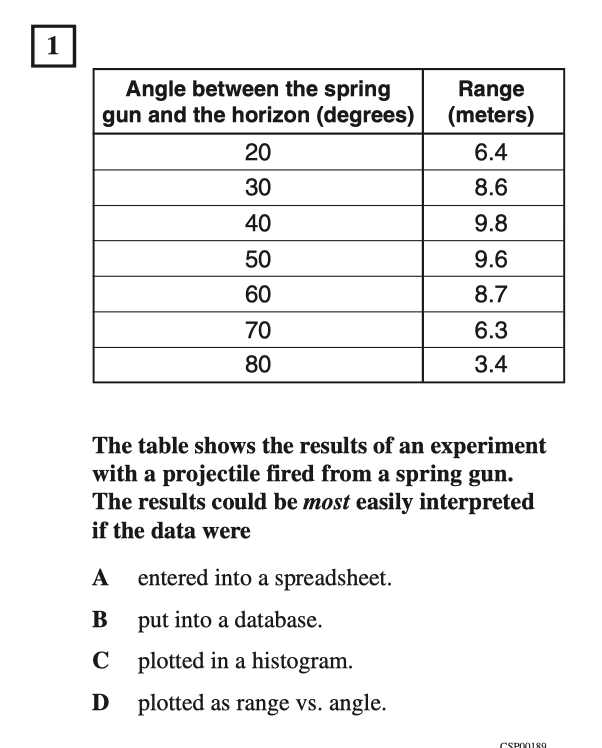 1
Angle between the spring gun and the horizon (degrees) Range (meters)
20 6.4
30 8.6
40 9.8
50 9.6
60 8.7
70 6.3
80 3.4
The table shows the results of an experiment
with a projectile fired from a spring gun.
The results could be most easily interpreted
if the data were
A entered into a spreadsheet.
B put into a database.
C plotted in a histogram.
D plotted as range vs. angle.
CSP00189